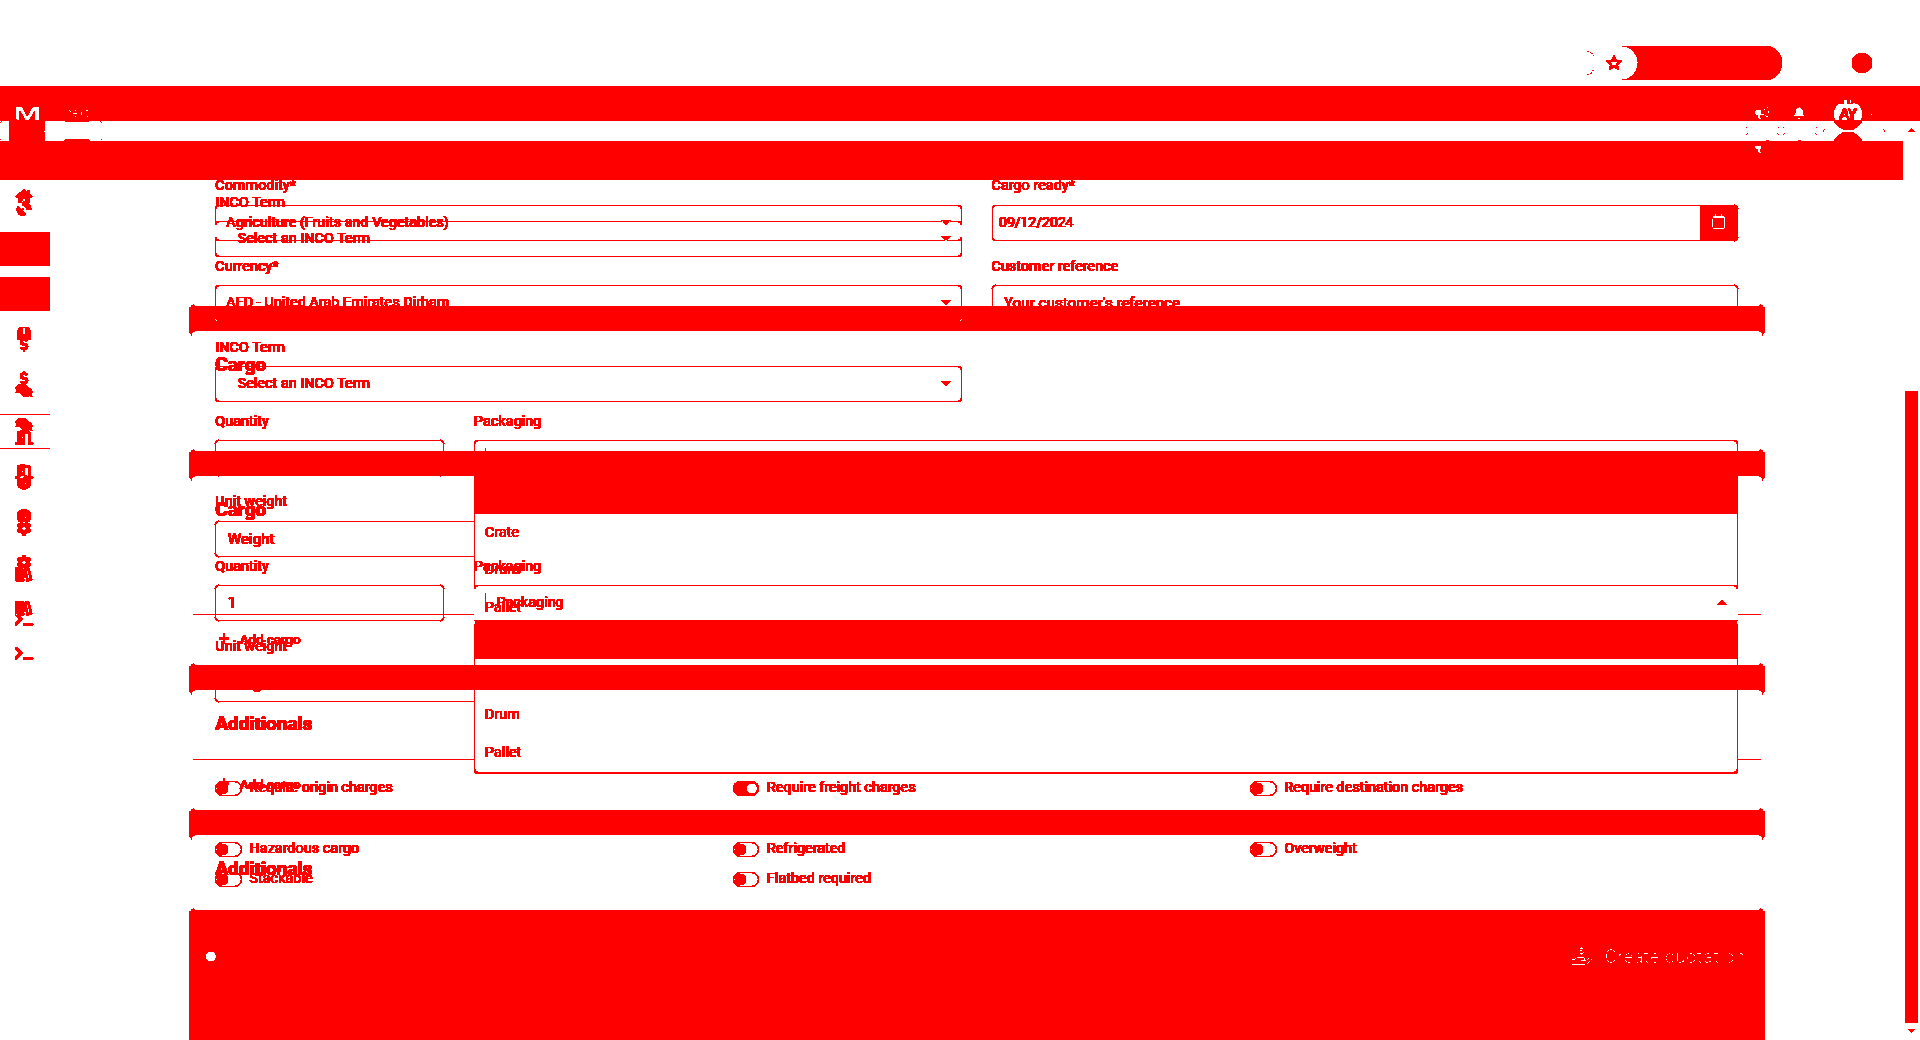 M
AY
Commodity*
Cargo ready*
INCO Term
Agriculture (Fruits and Vegetables)
09/12/2024
Select an INCO Term
Currency*
Customer reference
AED - United Arab Emirates Dirham
Your customer's reference
INCO Term
Cargo
Select an INCO Term
Quantity
Packaging
Unit weight
Cargo
Crate
Weight
Quantity
Packaging
Drum
1
Packaging
Pallet
Add cargo
Unit weight
Drum
Additionals
Pallet
Add cargo
Require origin charges
Require freight charges
Require destination charges
Hazardous cargo
Refrigerated
Overweight
Additionals
Stackable
Flatbed required
Create quotation